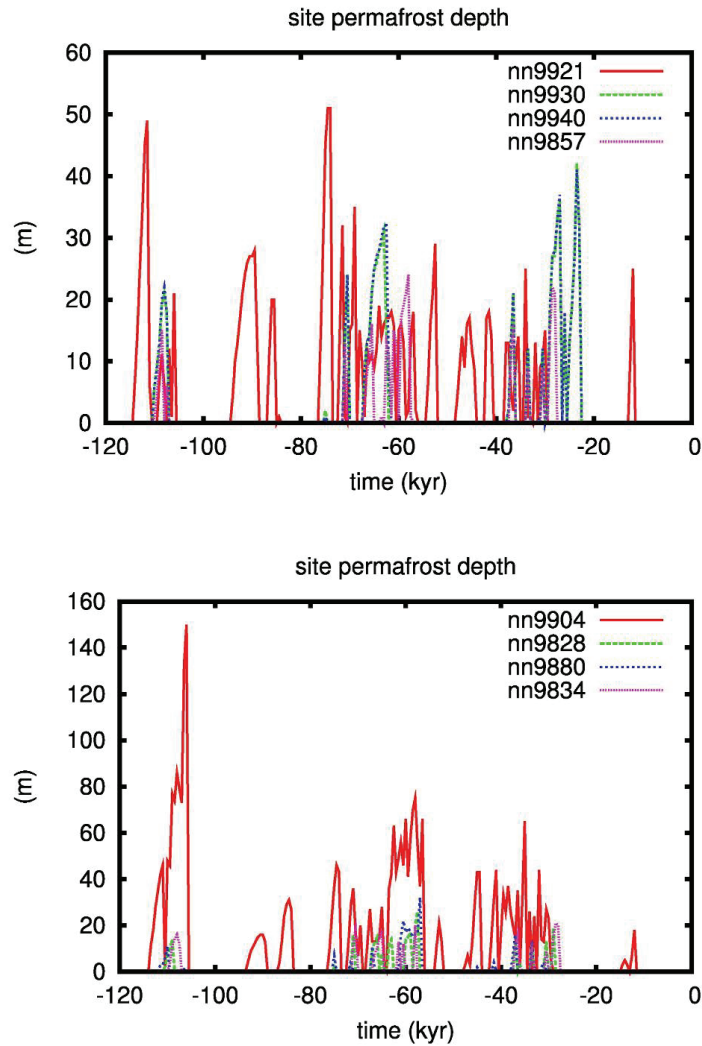 site permafrost depth
60
50
40
30
20
10
0
(m)
nn9921
nn9930
nn9940
nn9857
-120 -100 -80 -60 -40 -20 0
time (kyr)
site permafrost depth
160
140
120
100
80
60
40
20
0
(m)
nn9904
nn9828
nn9880
nn9834
-120 -100 -80 -60 -40 -20 0
time (kyr)